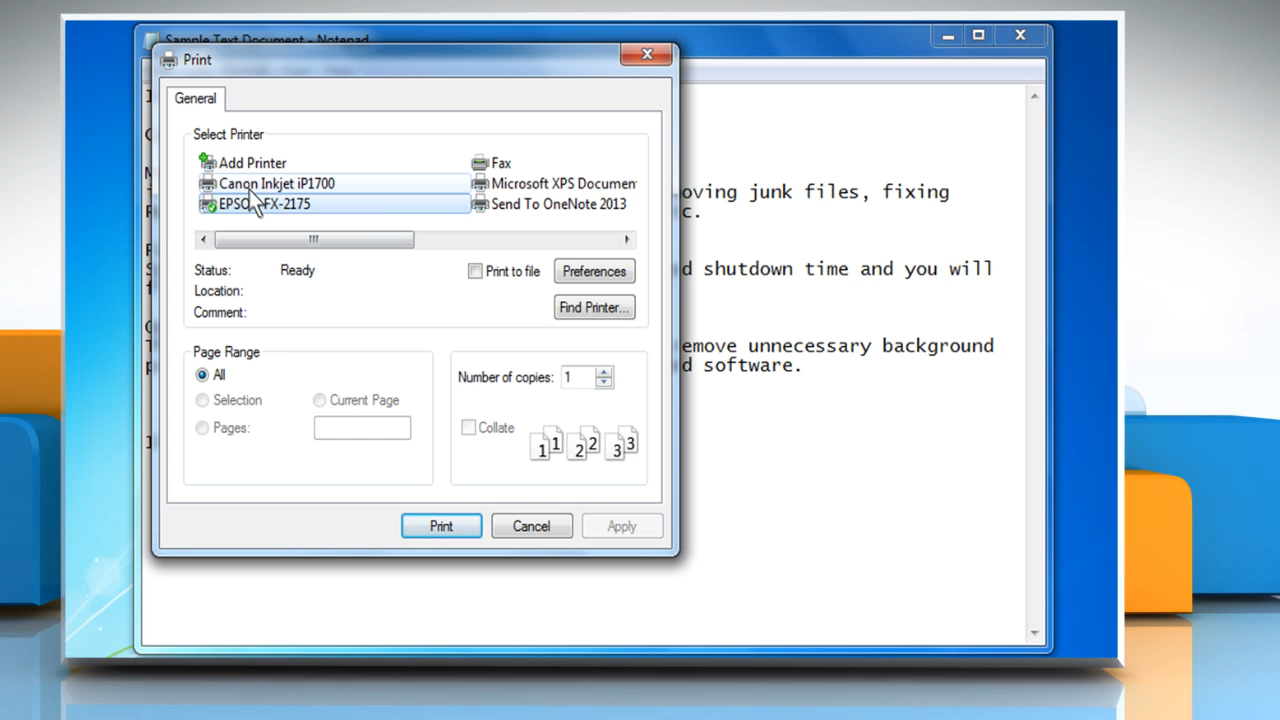 Sample Text Document - Notepad
Print
General
oving junk files, fixing
c.
d shutdown time and you will
emove unnecessary background
d software.
Select Printer
Add Printer
Fax
Canon Inkjet iP1700
Microsoft XPS Documen
FX-2175
Send To OneNote 2013
Status: Ready
Print to file
Preferences
Location:
Comment:
Find Printer...
Page Range
All
Selection
Current Page
Pages:
Number of copies: 1
Collate
1 1 2 2 3 3
Print
Cancel
Apply